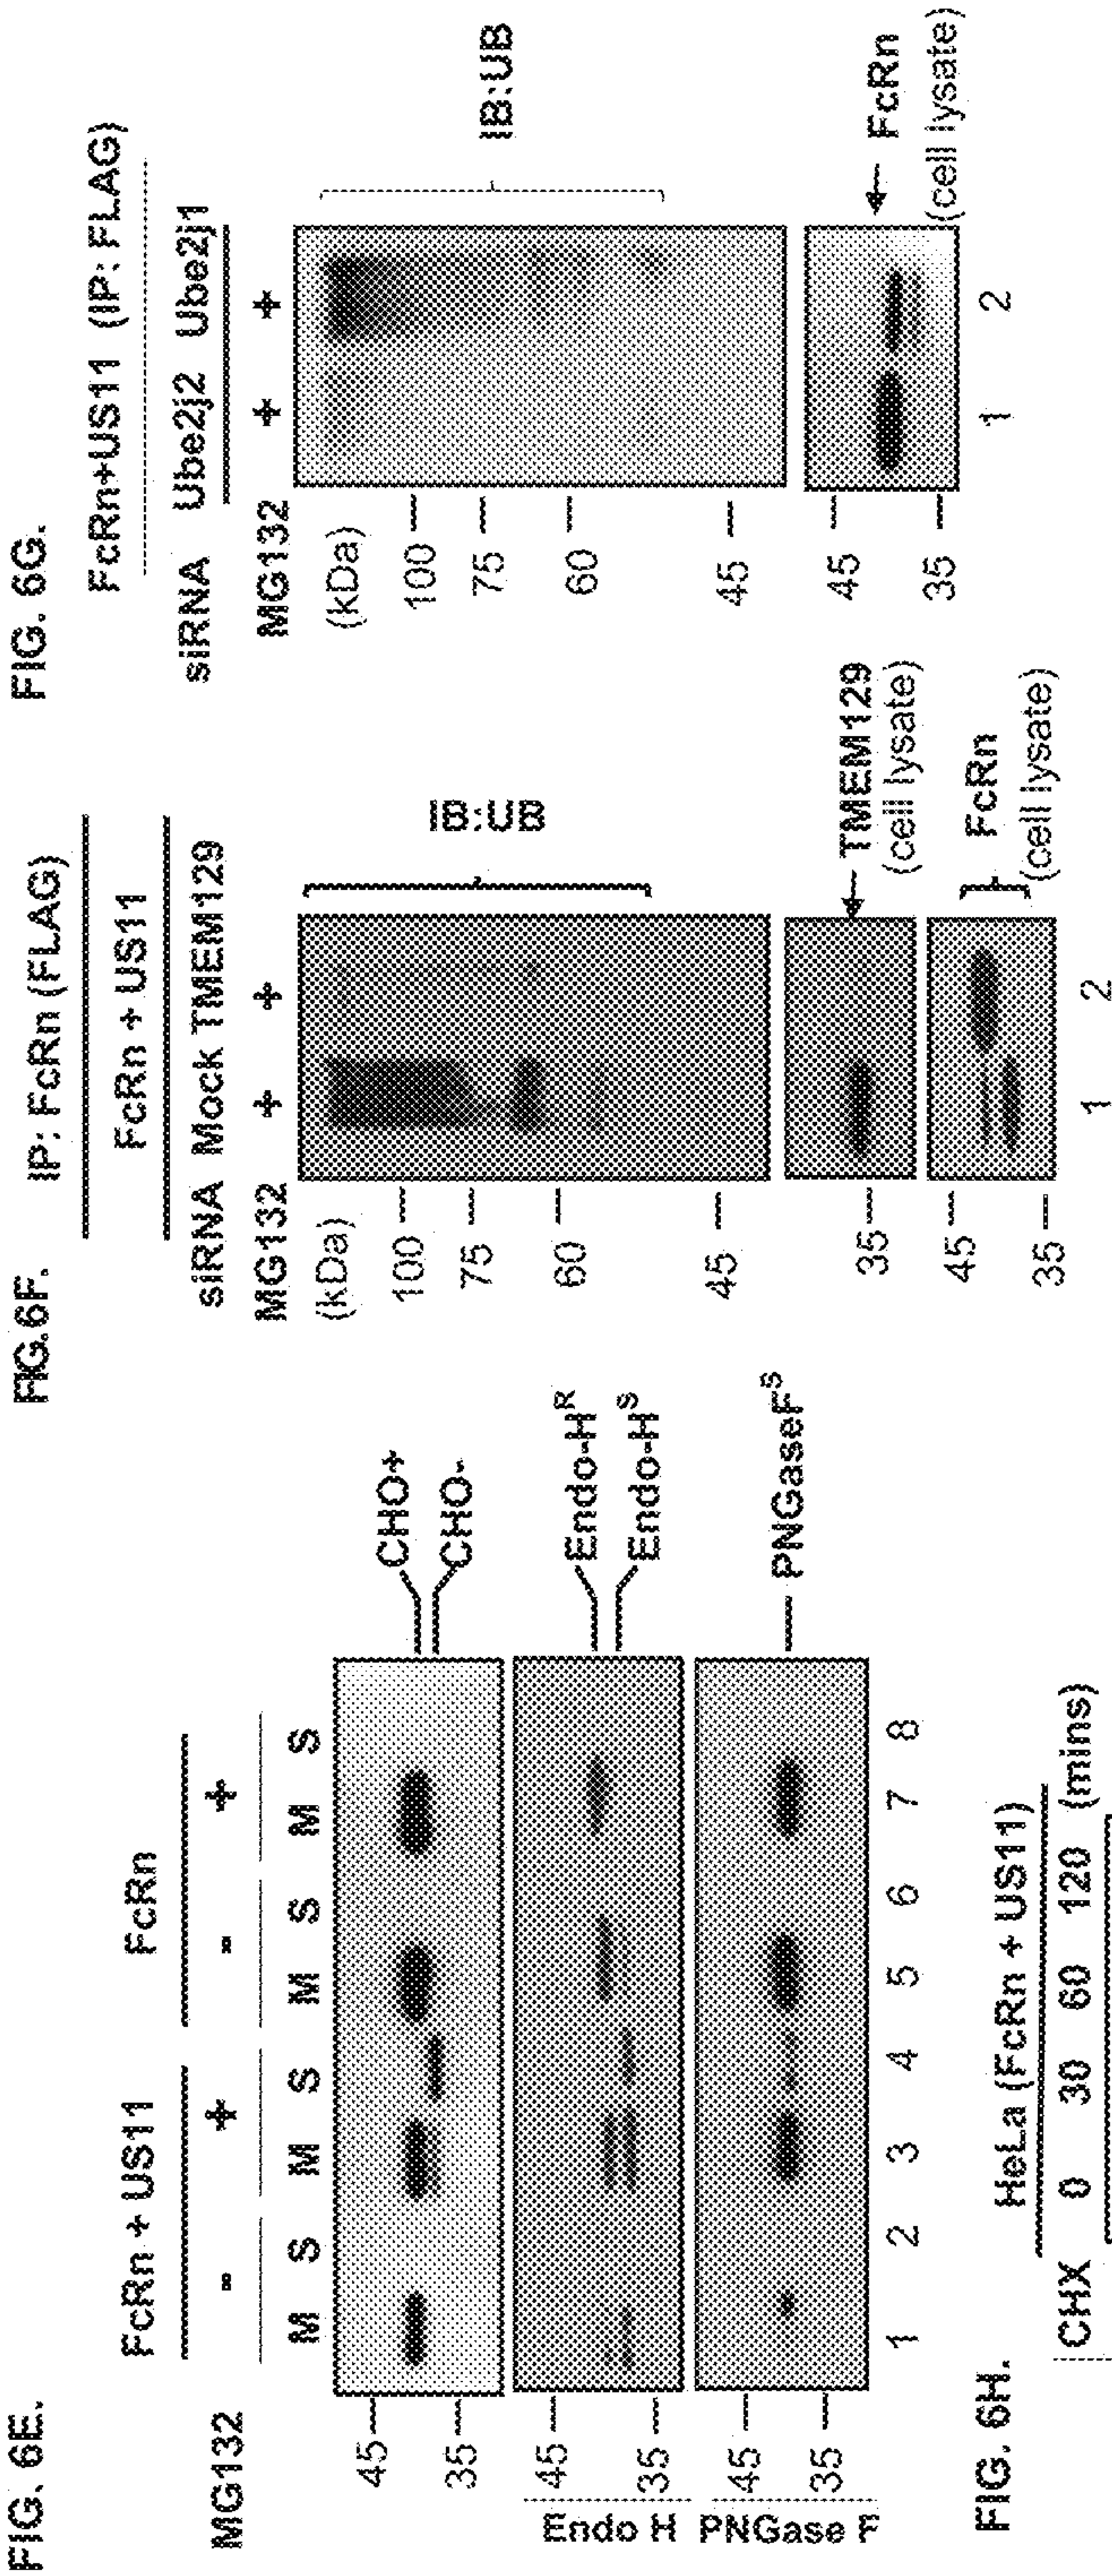 FIG. 6E.
FcRn + US11 FcRn
MG132 - + - +
M S M S M S M S
45
35
CHO+
CHO-
Endo H
45
35
Endo-H^R
Endo-H^S
PNGase F
45
35
PNGaseF^S
1 2 3 4 5 6 7 8
FIG.6F.
IP: FcRn (FLAG)
FcRn + US11
siRNA Mock TMEM129
MG132 + +
(kDa)
100
75
60
45
IB:UB
35
TMEM129
(cell lysate)
45
35
FcRn
(cell lysate)
1 2
FIG. 6G.
FcRn+US11 (IP: FLAG)
siRNA Ube2j2 Ube2j1
MG132 + +
(kDa)
100
75
60
45
IB:UB
45
35
FcRn
(cell lysate)
1 2
FIG. 6H.
HeLa (FcRn + US11)
CHX 0 30 60 120 (mins)